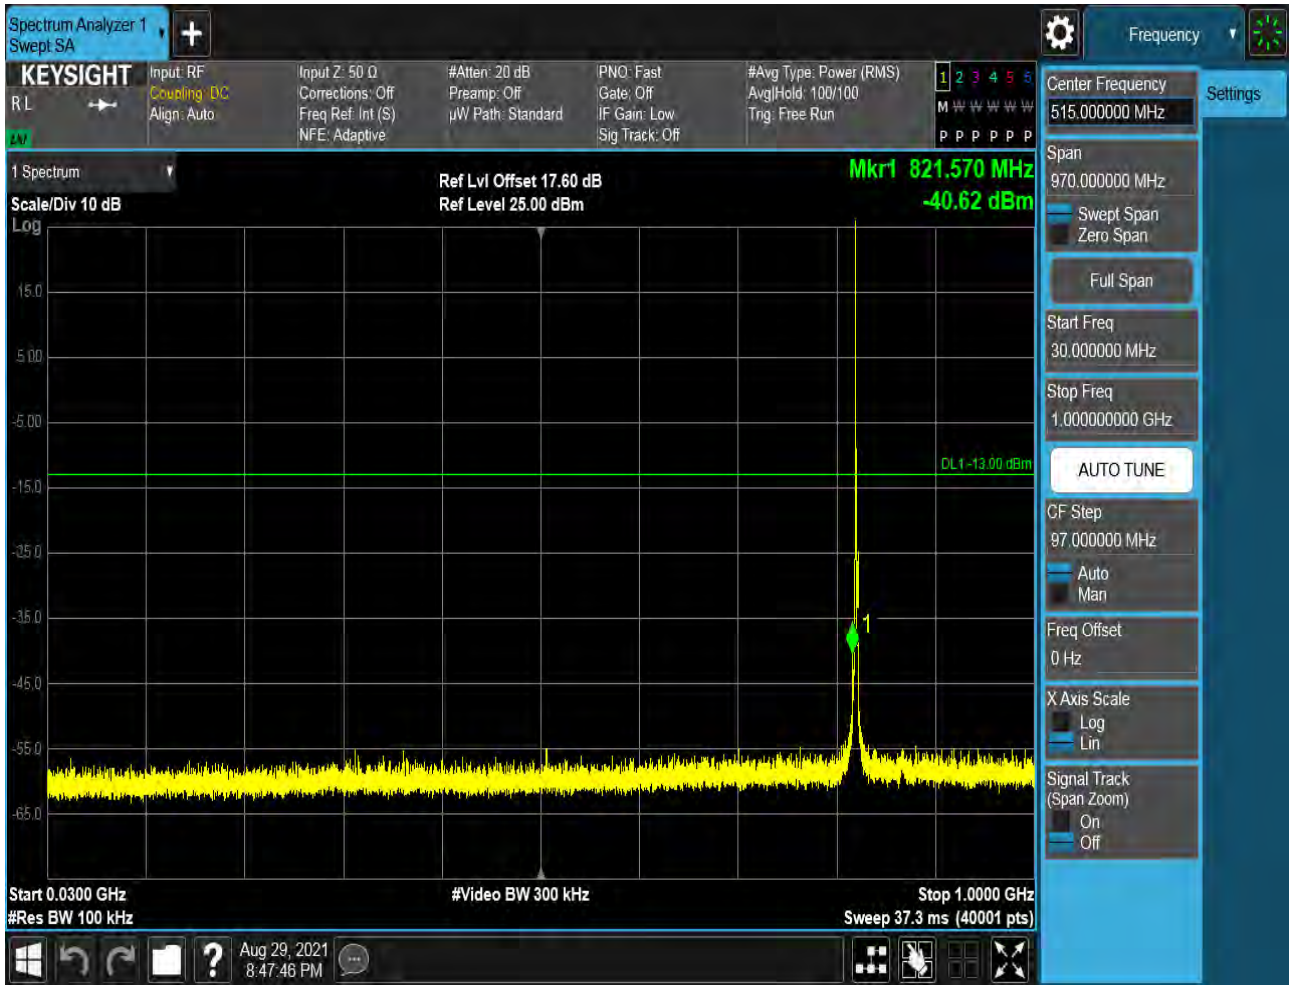 Spectrum Analyzer 1
Swept SA
Frequency
KEYSIGHT
R L
Input: RF
Coupling: DC
Align: Auto
Input Z: 50 Ω
Corrections: Off
Freq Ref: Int (S)
NFE: Adaptive
#Atten: 20 dB
Preamp: Off
µW Path: Standard
PNO: Fast
Gate: Off
IF Gain: Low
Sig Track: Off
#Avg Type: Power (RMS)
Avg|Hold: 100/100
Trig: Free Run
1 2 3 4 5 6
M W W W W W
P P P P P P
1 Spectrum
Scale/Div 10 dB
Log
Ref Lvl Offset 17.60 dB
Ref Level 25.00 dBm
Mkr1 821.570 MHz
-40.62 dBm
15.0
5.00
-5.00
-15.0
-25.0
-35.0
-45.0
-55.0
-65.0
DL1 -13.00 dBm
1
Start 0.0300 GHz
#Res BW 100 kHz
#Video BW 300 kHz
Stop 1.0000 GHz
Sweep 37.3 ms (40001 pts)
Aug 29, 2021
8:47:46 PM
Center Frequency
515.000000 MHz
Settings
Span
970.000000 MHz
Swept Span
Zero Span
Full Span
Start Freq
30.000000 MHz
Stop Freq
1.000000000 GHz
AUTO TUNE
CF Step
97.000000 MHz
Auto
Man
Freq Offset
0 Hz
X Axis Scale
Log
Lin
Signal Track
(Span Zoom)
On
Off